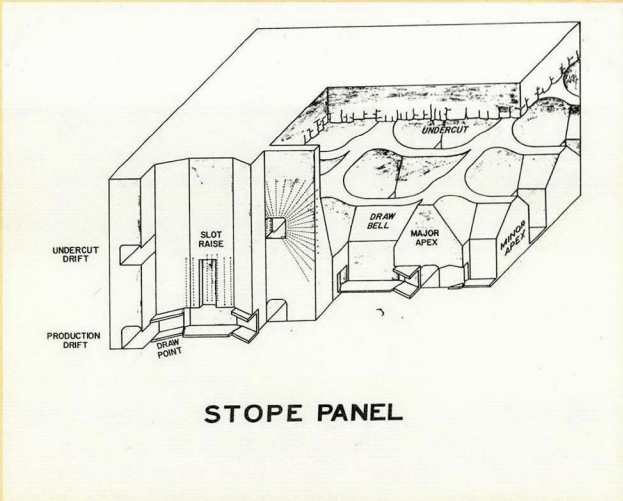 UNDERCUT
SLOT
RAISE
DRAW
BELL
MAJOR
APEX
MINOR
APEX
UNDERCUT
DRIFT
PRODUCTION
DRIFT
DRAW
POINT
STOPE PANEL